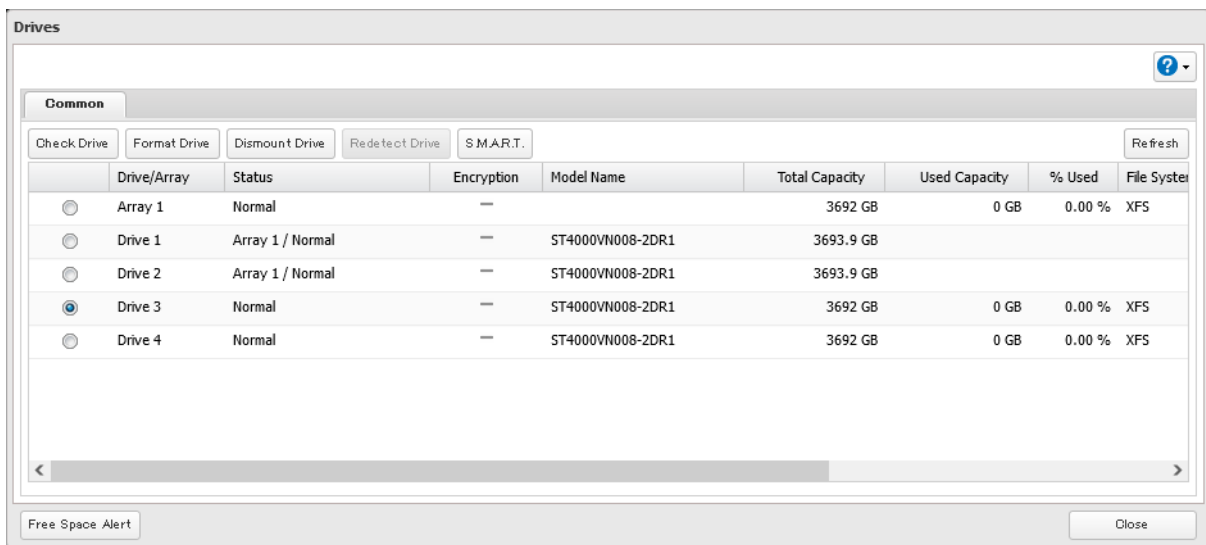 Drives
?
Common
Check Drive Format Drive Dismount Drive Redetect Drive S.M.A.R.T. Refresh
Drive/Array Status Encryption Model Name Total Capacity Used Capacity % Used File System
Array 1 Normal — 3692 GB 0 GB 0.00 % XFS
Drive 1 Array 1 / Normal — ST4000VN008-2DR1 3693.9 GB
Drive 2 Array 1 / Normal — ST4000VN008-2DR1 3693.9 GB
Drive 3 Normal — ST4000VN008-2DR1 3692 GB 0 GB 0.00 % XFS
Drive 4 Normal — ST4000VN008-2DR1 3692 GB 0 GB 0.00 % XFS
Free Space Alert Close